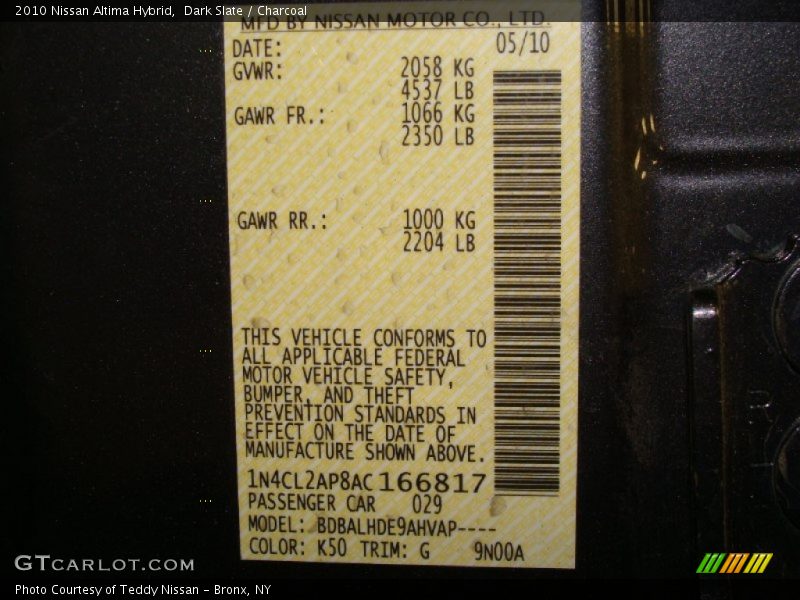 2010 Nissan Altima Hybrid,  Dark Slate / Charcoal
MFD BY NISSAN MOTOR CO., LTD.
DATE: 05/10
GVWR: 2058 KG
4537 LB
GAWR FR.: 1066 KG
2350 LB
GAWR RR.: 1000 KG
2204 LB
THIS VEHICLE CONFORMS TO
ALL APPLICABLE FEDERAL
MOTOR VEHICLE SAFETY,
BUMPER, AND THEFT
PREVENTION STANDARDS IN
EFFECT ON THE DATE OF
MANUFACTURE SHOWN ABOVE.
1N4CL2AP8AC166817
PASSENGER CAR 029
MODEL: BDBALHDE9AHVAP----
COLOR: K50 TRIM: G 9N00A
GTCARLOT.COM
Photo Courtesy of Teddy Nissan - Bronx, NY